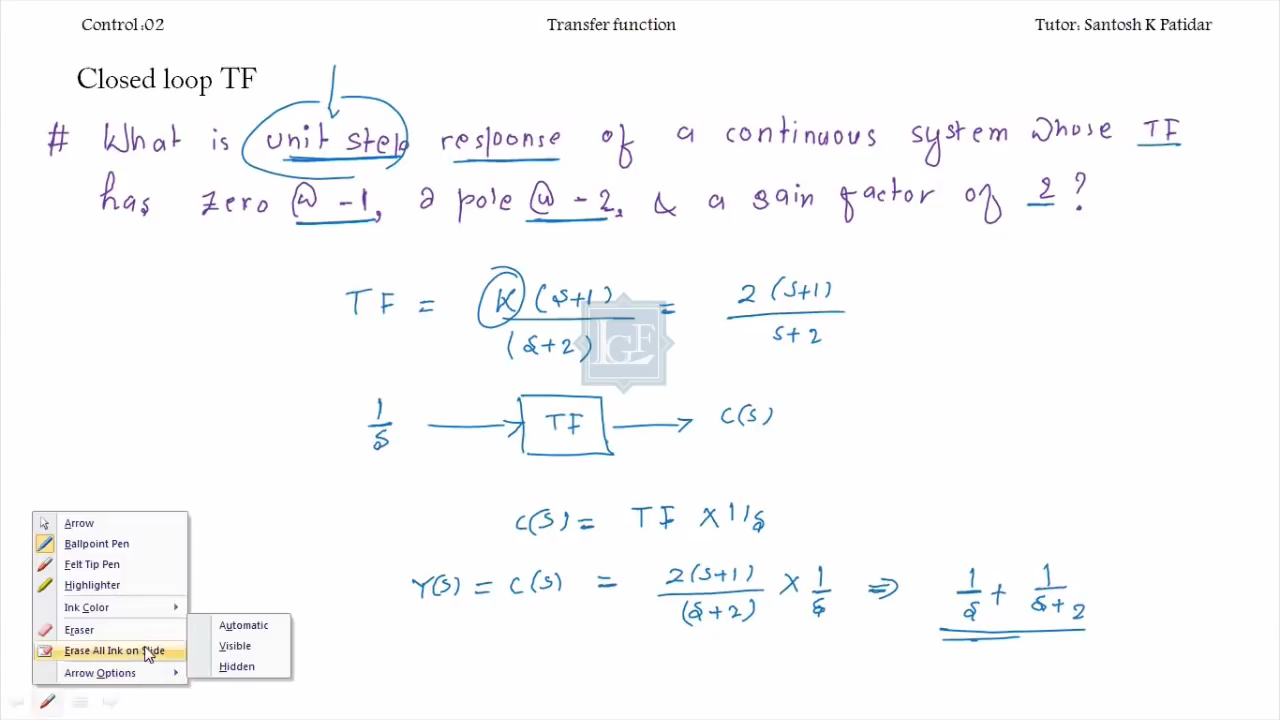 Control:02 Transfer function Tutor: Santosh K Patidar
Closed loop TF
# What is unit step response of a continuous system whose TF
has zero @ -1, a pole @ -2, & a gain factor of 2?
TF = K (S+1) / (S+2) = 2 (S+1) / S+2
1/S → TF → C(S)
C(S) = TF X 1/S
Y(S) = C(S) = 2(S+1) / (S+2) X 1/S ⇒ 1/S + 1/S+2
IGF
Arrow
Ballpoint Pen
Felt Tip Pen
Highlighter
Ink Color
Eraser
Erase All Ink on Slide
Arrow Options
Automatic
Visible
Hidden